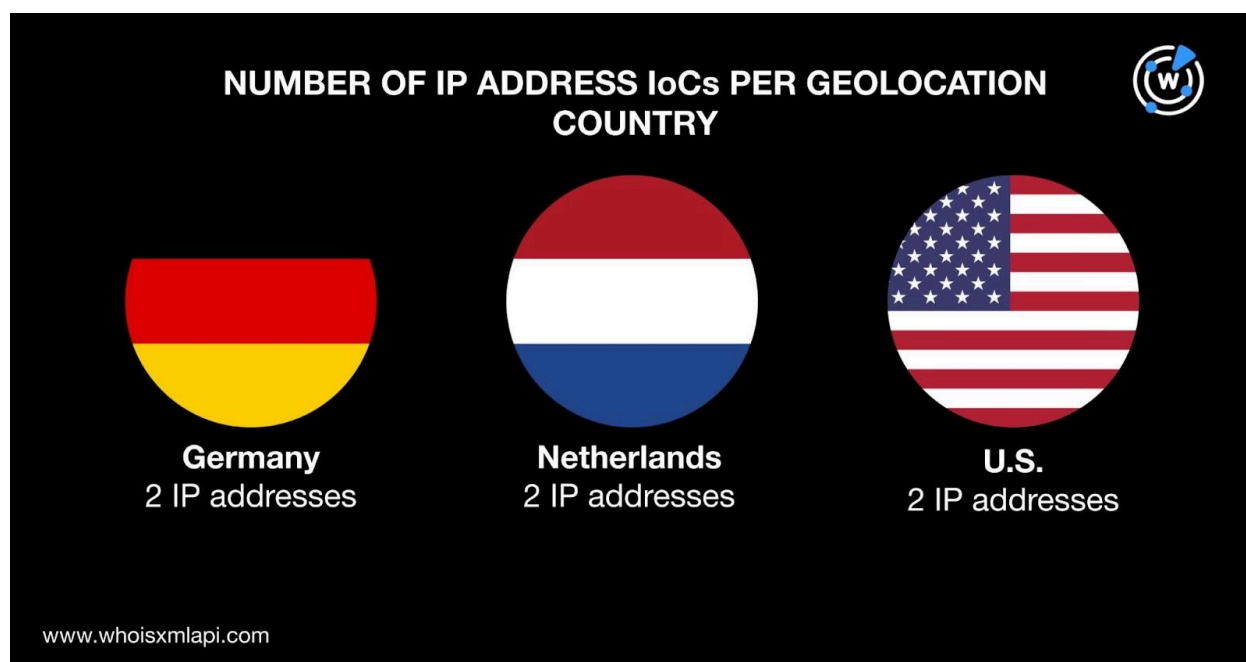 NUMBER OF IP ADDRESS IoCs PER GEOLOCATION
COUNTRY
W
Germany
2 IP addresses
Netherlands
2 IP addresses
U.S.
2 IP addresses
www.whoisxmlapi.com